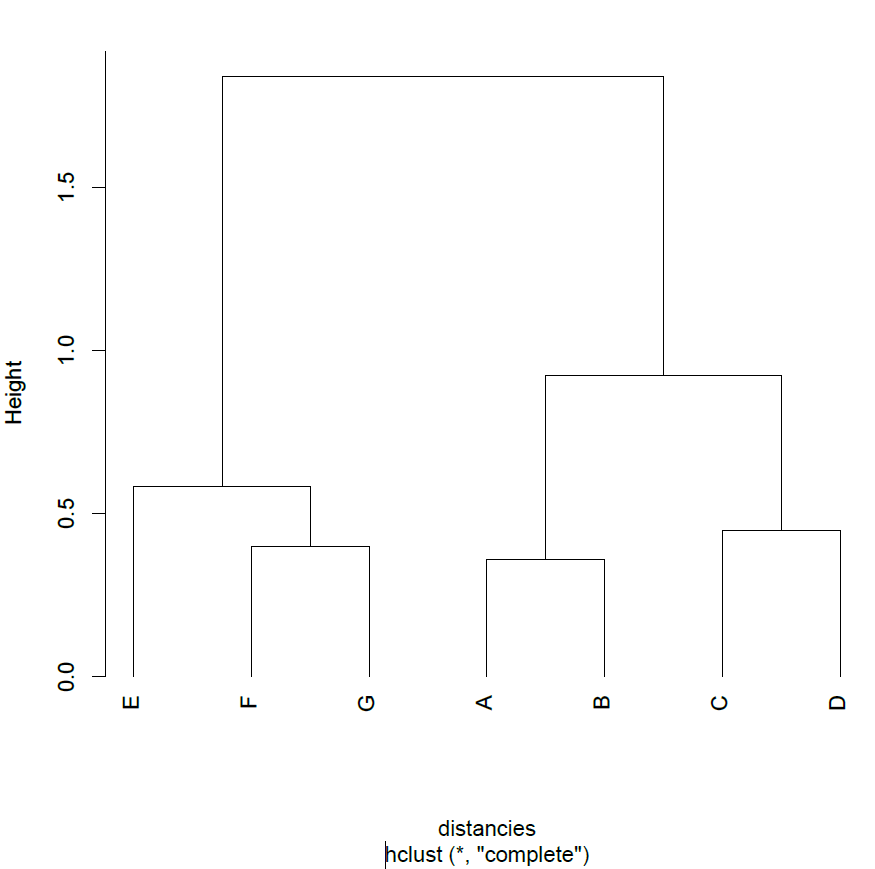 Height
1.5
1.0
0.5
0.0
E F G A B C D
distancies
hclust (*, "complete")